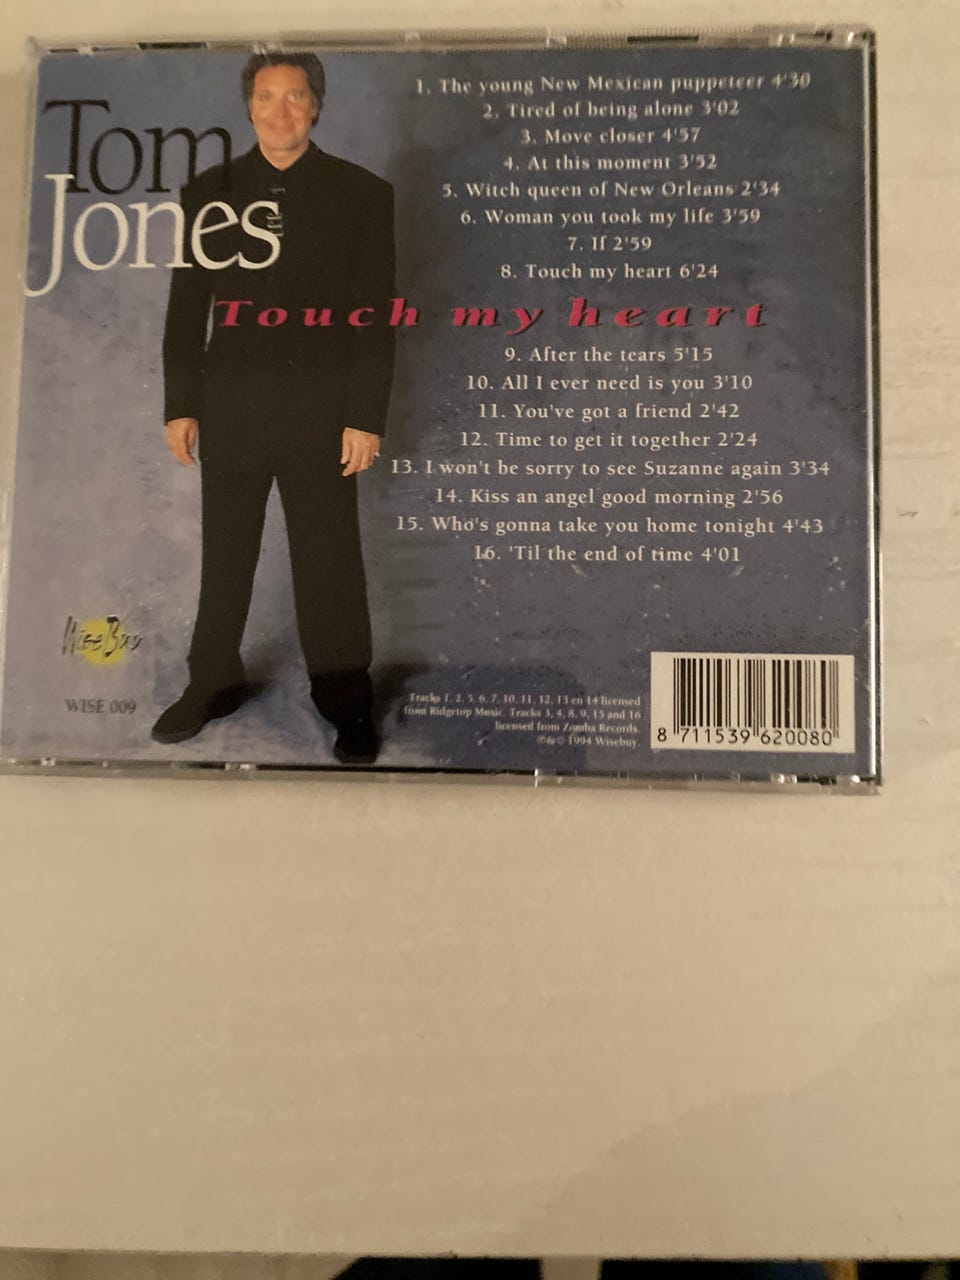 Tom
Jones
1. The young New Mexican puppeteer 4'30
2. Tired of being alone 3'02
3. Move closer 4'57
4. At this moment 3'52
5. Witch queen of New Orleans 2'34
6. Woman you took my life 3'59
7. If 2'59
8. Touch my heart 6'24
Touch my heart
9. After the tears 5'15
10. All I ever need is you 3'10
11. You've got a friend 2'42
12. Time to get it together 2'24
13. I won't be sorry to see Suzanne again 3'34
14. Kiss an angel good morning 2'56
15. Who's gonna take you home tonight 4'43
16. 'Til the end of time 4'01
Wise Buy
WISE 009
Tracks 1, 2, 5, 6, 7, 10, 11, 12, 13 en 14 licensed
from Ridgetop Music. Tracks 3, 4, 8, 9, 15 and 16
licensed from Zomba Records.
℗&© 1994 Wisebuy.
8 711539 620080